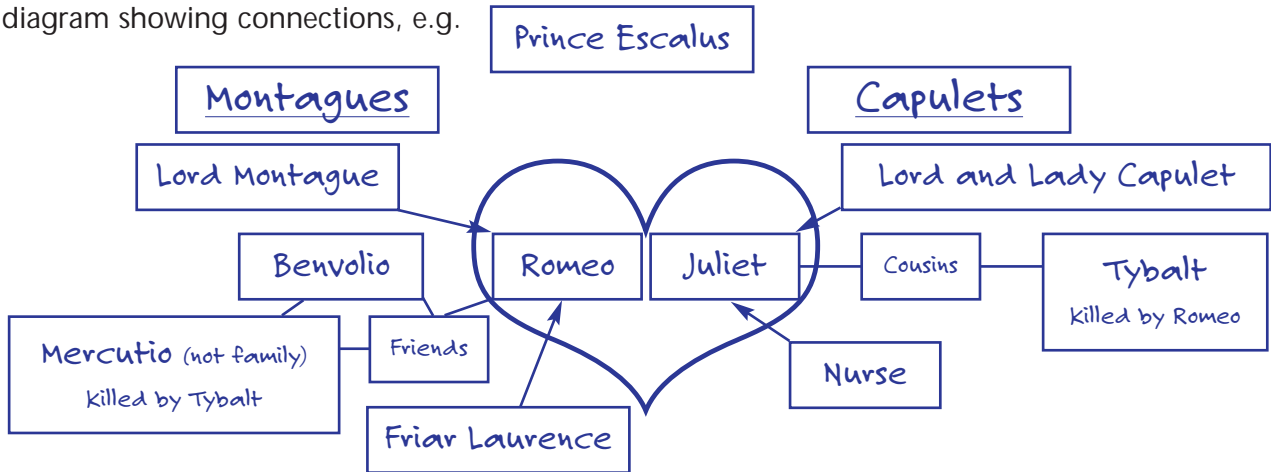 diagram showing connections, e.g.
Prince Escalus
Montagues
Capulets
Lord Montague
Lord and Lady Capulet
Benvolio
Romeo
Juliet
Cousins
Tybalt
Killed by Romeo
Mercutio (not family)
Killed by Tybalt
Friends
Nurse
Friar Laurence